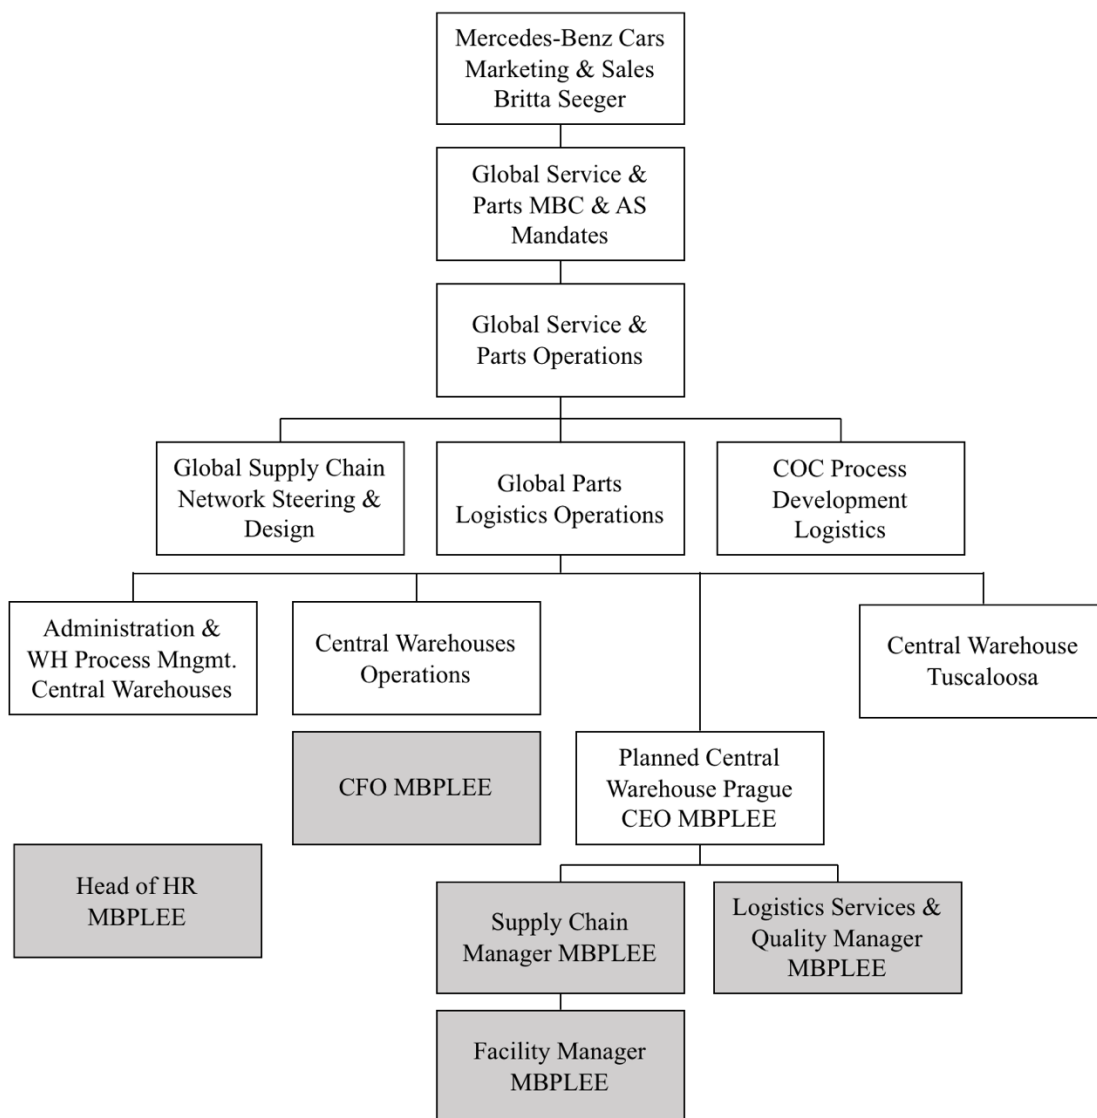 Mercedes-Benz Cars
Marketing & Sales
Britta Seeger
Global Service &
Parts MBC & AS
Mandates
Global Service &
Parts Operations
Global Supply Chain
Network Steering &
Design
Global Parts
Logistics Operations
COC Process
Development
Logistics
Administration &
WH Process Mngmt.
Central Warehouses
Central Warehouses
Operations
Central Warehouse
Tuscaloosa
CFO MBPLEE
Planned Central
Warehouse Prague
CEO MBPLEE
Head of HR
MBPLEE
Supply Chain
Manager MBPLEE
Logistics Services &
Quality Manager
MBPLEE
Facility Manager
MBPLEE